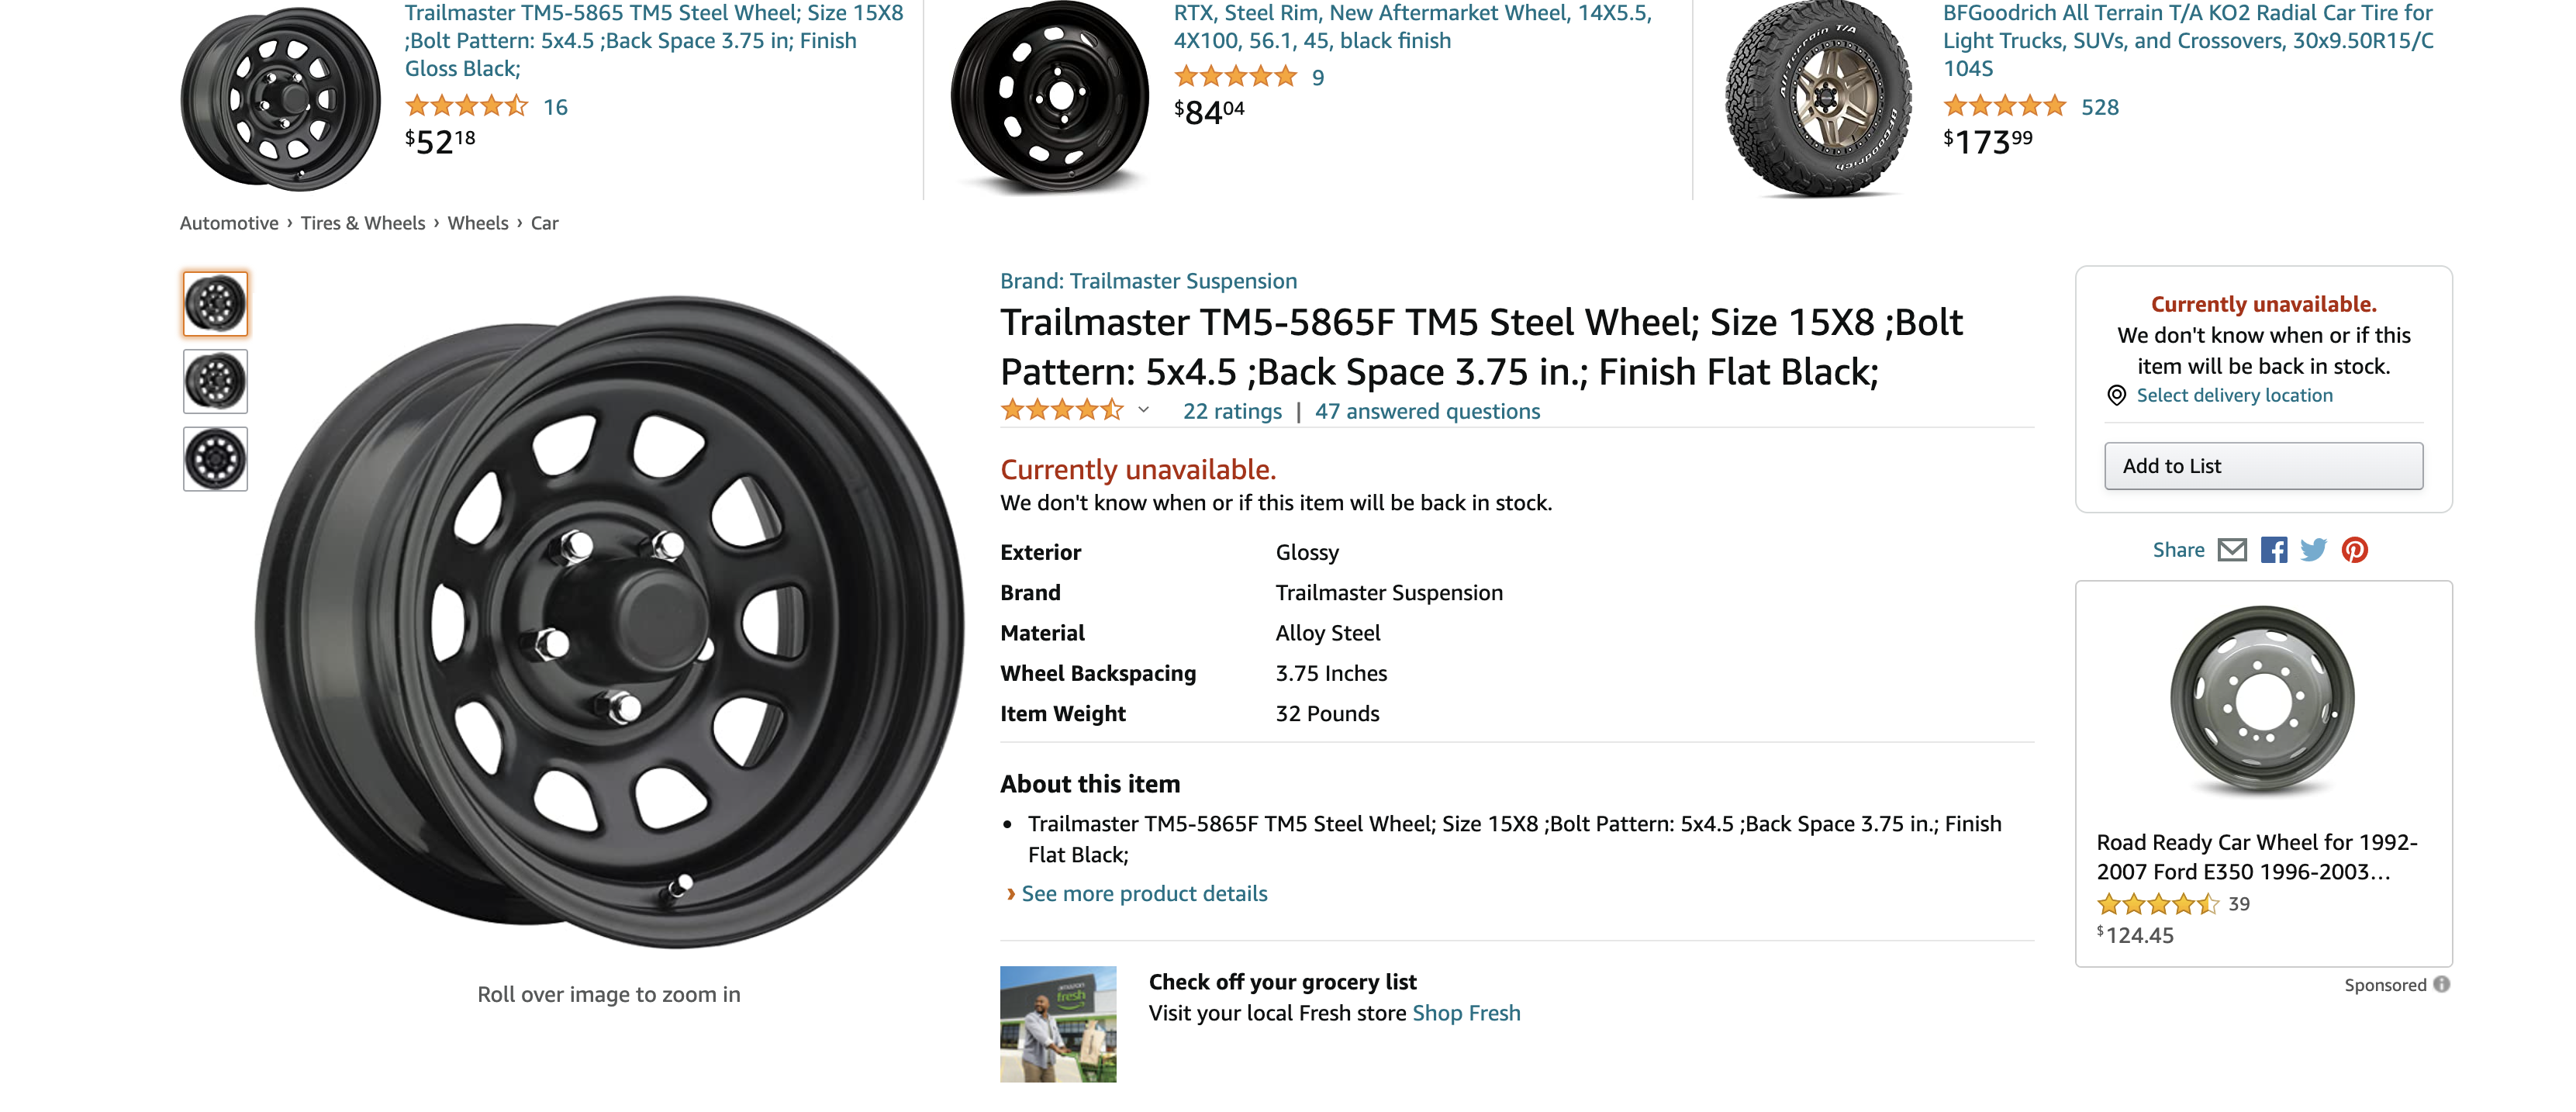 Trailmaster TM5-5865 TM5 Steel Wheel; Size 15X8
;Bolt Pattern: 5x4.5 ;Back Space 3.75 in; Finish
Gloss Black;
16
$52 18
RTX, Steel Rim, New Aftermarket Wheel, 14X5.5,
4X100, 56.1, 45, black finish
9
$84 04
All Terrain T/A
BFGoodrich
BFGoodrich All Terrain T/A KO2 Radial Car Tire for
Light Trucks, SUVs, and Crossovers, 30x9.50R15/C
104S
528
$173 99
Automotive › Tires & Wheels › Wheels › Car
Roll over image to zoom in
Brand: Trailmaster Suspension
Trailmaster TM5-5865F TM5 Steel Wheel; Size 15X8 ;Bolt
Pattern: 5x4.5 ;Back Space 3.75 in.; Finish Flat Black;
22 ratings | 47 answered questions
Currently unavailable.
We don't know when or if this item will be back in stock.
Exterior Glossy
Brand Trailmaster Suspension
Material Alloy Steel
Wheel Backspacing 3.75 Inches
Item Weight 32 Pounds
About this item
• Trailmaster TM5-5865F TM5 Steel Wheel; Size 15X8 ;Bolt Pattern: 5x4.5 ;Back Space 3.75 in.; Finish
Flat Black;
› See more product details
amazon
fresh
Check off your grocery list
Visit your local Fresh store Shop Fresh
Currently unavailable.
We don't know when or if this
item will be back in stock.
Select delivery location
Add to List
Share
Road Ready Car Wheel for 1992-
2007 Ford E350 1996-2003...
39
$124.45
Sponsored